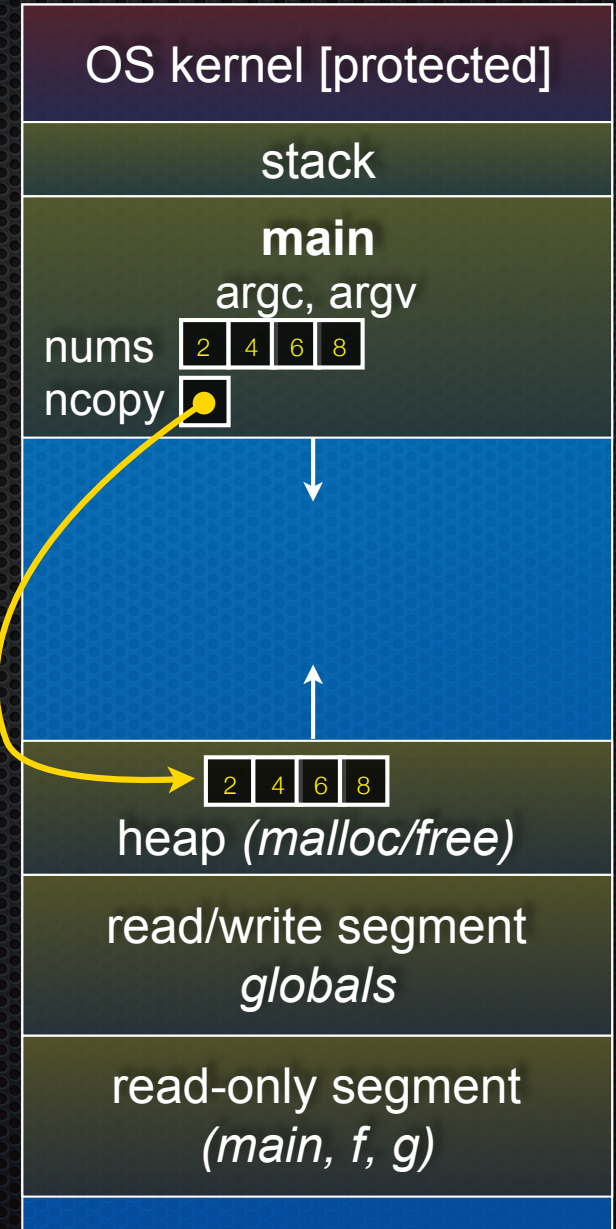 OS kernel [protected]
stack
main
argc, argv
nums 2 4 6 8
ncopy
2 4 6 8
heap (malloc/free)
read/write segment
globals
read-only segment
(main, f, g)